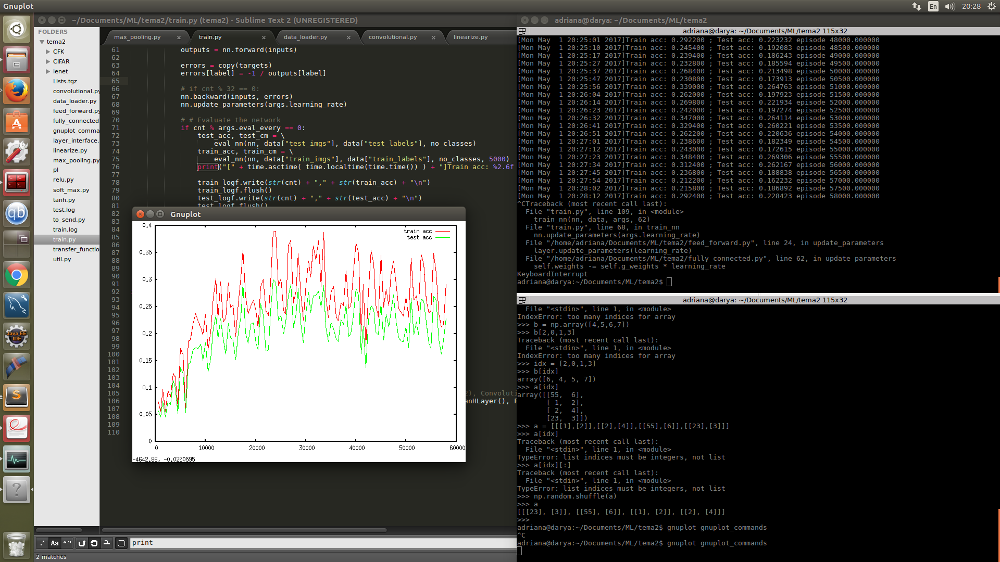 Gnuplot
En
20:28
~/Documents/ML/tema2/train.py (tema2) - Sublime Text 2 (UNREGISTERED)
FOLDERS
tema2
CFK
CIFAR
lenet
Lists.tgz
convolutional.py
data_loader.py
feed_forward.py
fully_connected
gnuplot_comma
layer_interface.
linearize.py
max_pooling.py
pl
relu.py
soft_max.py
tanh.py
test.log
to_send.py
train.log
train.py
transfer_functio
util.py
max_pooling.py × train.py × data_loader.py × convolutional.py × linearize.py
61 outputs = nn.forward(inputs)
62
63 errors = copy(targets)
64 errors[label] = -1 / outputs[label]
65
66 # if cnt % 32 == 0:
67 nn.backward(inputs, errors)
68 nn.update_parameters(args.learning_rate)
69
70 # # Evaluate the network
71 if cnt % args.eval_every == 0:
72 test_acc, test_cm = \
73 eval_nn(nn, data["test_imgs"], data["test_labels"], no_classes)
74 train_acc, train_cm = \
75 eval_nn(nn, data["train_imgs"], data["train_labels"], no_classes, 5000)
76 print("[" + time.asctime( time.localtime(time.time()) ) + "]Train acc: %2.6f
77
78 train_logf.write(str(cnt) + "," + str(train_acc) + "\n")
79 train_logf.flush()
80 test_logf.write(str(cnt) + "," + str(test_acc) + "\n")
81 test_logf.flush()
82
83
84
85
86
87
88
89
90
91
92
93
94
95
96
97
98
99
100
101
102
103
104
105 2), Convoluti
106 anHLayer(), F
107
108
109
110
Gnuplot
train acc
test acc
0.4
0.35
0.3
0.25
0.2
0.15
0.1
0.05
0
0 10000 20000 30000 40000 50000 60000
-4642.86, -0.0250595
.* Aa “ ”
print
2 matches
adriana@darya: ~/Documents/ML/tema2
adriana@darya: ~/Documents/ML/tema2 115x32
[Mon May  1 20:25:01 2017]Train acc: 0.292200 ; Test acc: 0.223232 episode 48000.000000
[Mon May  1 20:25:10 2017]Train acc: 0.245400 ; Test acc: 0.192083 episode 48500.000000
[Mon May  1 20:25:17 2017]Train acc: 0.239400 ; Test acc: 0.186243 episode 49000.000000
[Mon May  1 20:25:27 2017]Train acc: 0.232800 ; Test acc: 0.185594 episode 49500.000000
[Mon May  1 20:25:37 2017]Train acc: 0.268400 ; Test acc: 0.213498 episode 50000.000000
[Mon May  1 20:25:47 2017]Train acc: 0.230800 ; Test acc: 0.173913 episode 50500.000000
[Mon May  1 20:25:56 2017]Train acc: 0.339000 ; Test acc: 0.264763 episode 51000.000000
[Mon May  1 20:26:04 2017]Train acc: 0.262000 ; Test acc: 0.197923 episode 51500.000000
[Mon May  1 20:26:14 2017]Train acc: 0.269800 ; Test acc: 0.221934 episode 52000.000000
[Mon May  1 20:26:23 2017]Train acc: 0.242000 ; Test acc: 0.197274 episode 52500.000000
[Mon May  1 20:26:32 2017]Train acc: 0.347000 ; Test acc: 0.264114 episode 53000.000000
[Mon May  1 20:26:41 2017]Train acc: 0.329400 ; Test acc: 0.260221 episode 53500.000000
[Mon May  1 20:26:51 2017]Train acc: 0.262200 ; Test acc: 0.220636 episode 54000.000000
[Mon May  1 20:27:01 2017]Train acc: 0.238600 ; Test acc: 0.182349 episode 54500.000000
[Mon May  1 20:27:12 2017]Train acc: 0.243000 ; Test acc: 0.172615 episode 55000.000000
[Mon May  1 20:27:23 2017]Train acc: 0.348400 ; Test acc: 0.269306 episode 55500.000000
[Mon May  1 20:27:34 2017]Train acc: 0.312400 ; Test acc: 0.262167 episode 56000.000000
[Mon May  1 20:27:45 2017]Train acc: 0.236800 ; Test acc: 0.188838 episode 56500.000000
[Mon May  1 20:27:54 2017]Train acc: 0.212200 ; Test acc: 0.162232 episode 57000.000000
[Mon May  1 20:28:02 2017]Train acc: 0.215800 ; Test acc: 0.186892 episode 57500.000000
[Mon May  1 20:28:12 2017]Train acc: 0.292400 ; Test acc: 0.228423 episode 58000.000000
^CTraceback (most recent call last):
File "train.py", line 109, in <module>
train_nn(nn, data, args, 62)
File "train.py", line 68, in train_nn
nn.update_parameters(args.learning_rate)
File "/home/adriana/Documents/ML/tema2/feed_forward.py", line 24, in update_parameters
layer.update_parameters(learning_rate)
File "/home/adriana/Documents/ML/tema2/fully_connected.py", line 62, in update_parameters
self.weights -= self.g_weights * learning_rate
KeyboardInterrupt
adriana@darya:~/Documents/ML/tema2$
adriana@darya: ~/Documents/ML/tema2 115x32
File "<stdin>", line 1, in <module>
IndexError: too many indices for array
>>> b = np.array([4,5,6,7])
>>> b[2,0,1,3]
Traceback (most recent call last):
File "<stdin>", line 1, in <module>
IndexError: too many indices for array
>>> idx = [2,0,1,3]
>>> b[idx]
array([6, 4, 5, 7])
>>> a[idx]
array([[55,  6],
[ 1,  2],
[ 2,  4],
[23,  3]])
>>> a = [[[1],[2]],[[2],[4]],[[55],[6]],[[23],[3]]]
>>> a[idx]
Traceback (most recent call last):
File "<stdin>", line 1, in <module>
TypeError: list indices must be integers, not list
>>> a[idx][:]
Traceback (most recent call last):
File "<stdin>", line 1, in <module>
TypeError: list indices must be integers, not list
>>> np.random.shuffle(a)
>>> a
[[[23], [3]], [[55], [6]], [[1], [2]], [[2], [4]]]
>>>
adriana@darya:~/Documents/ML/tema2$ gnuplot gnuplot_commands
^C
adriana@darya:~/Documents/ML/tema2$ gnuplot gnuplot_commands